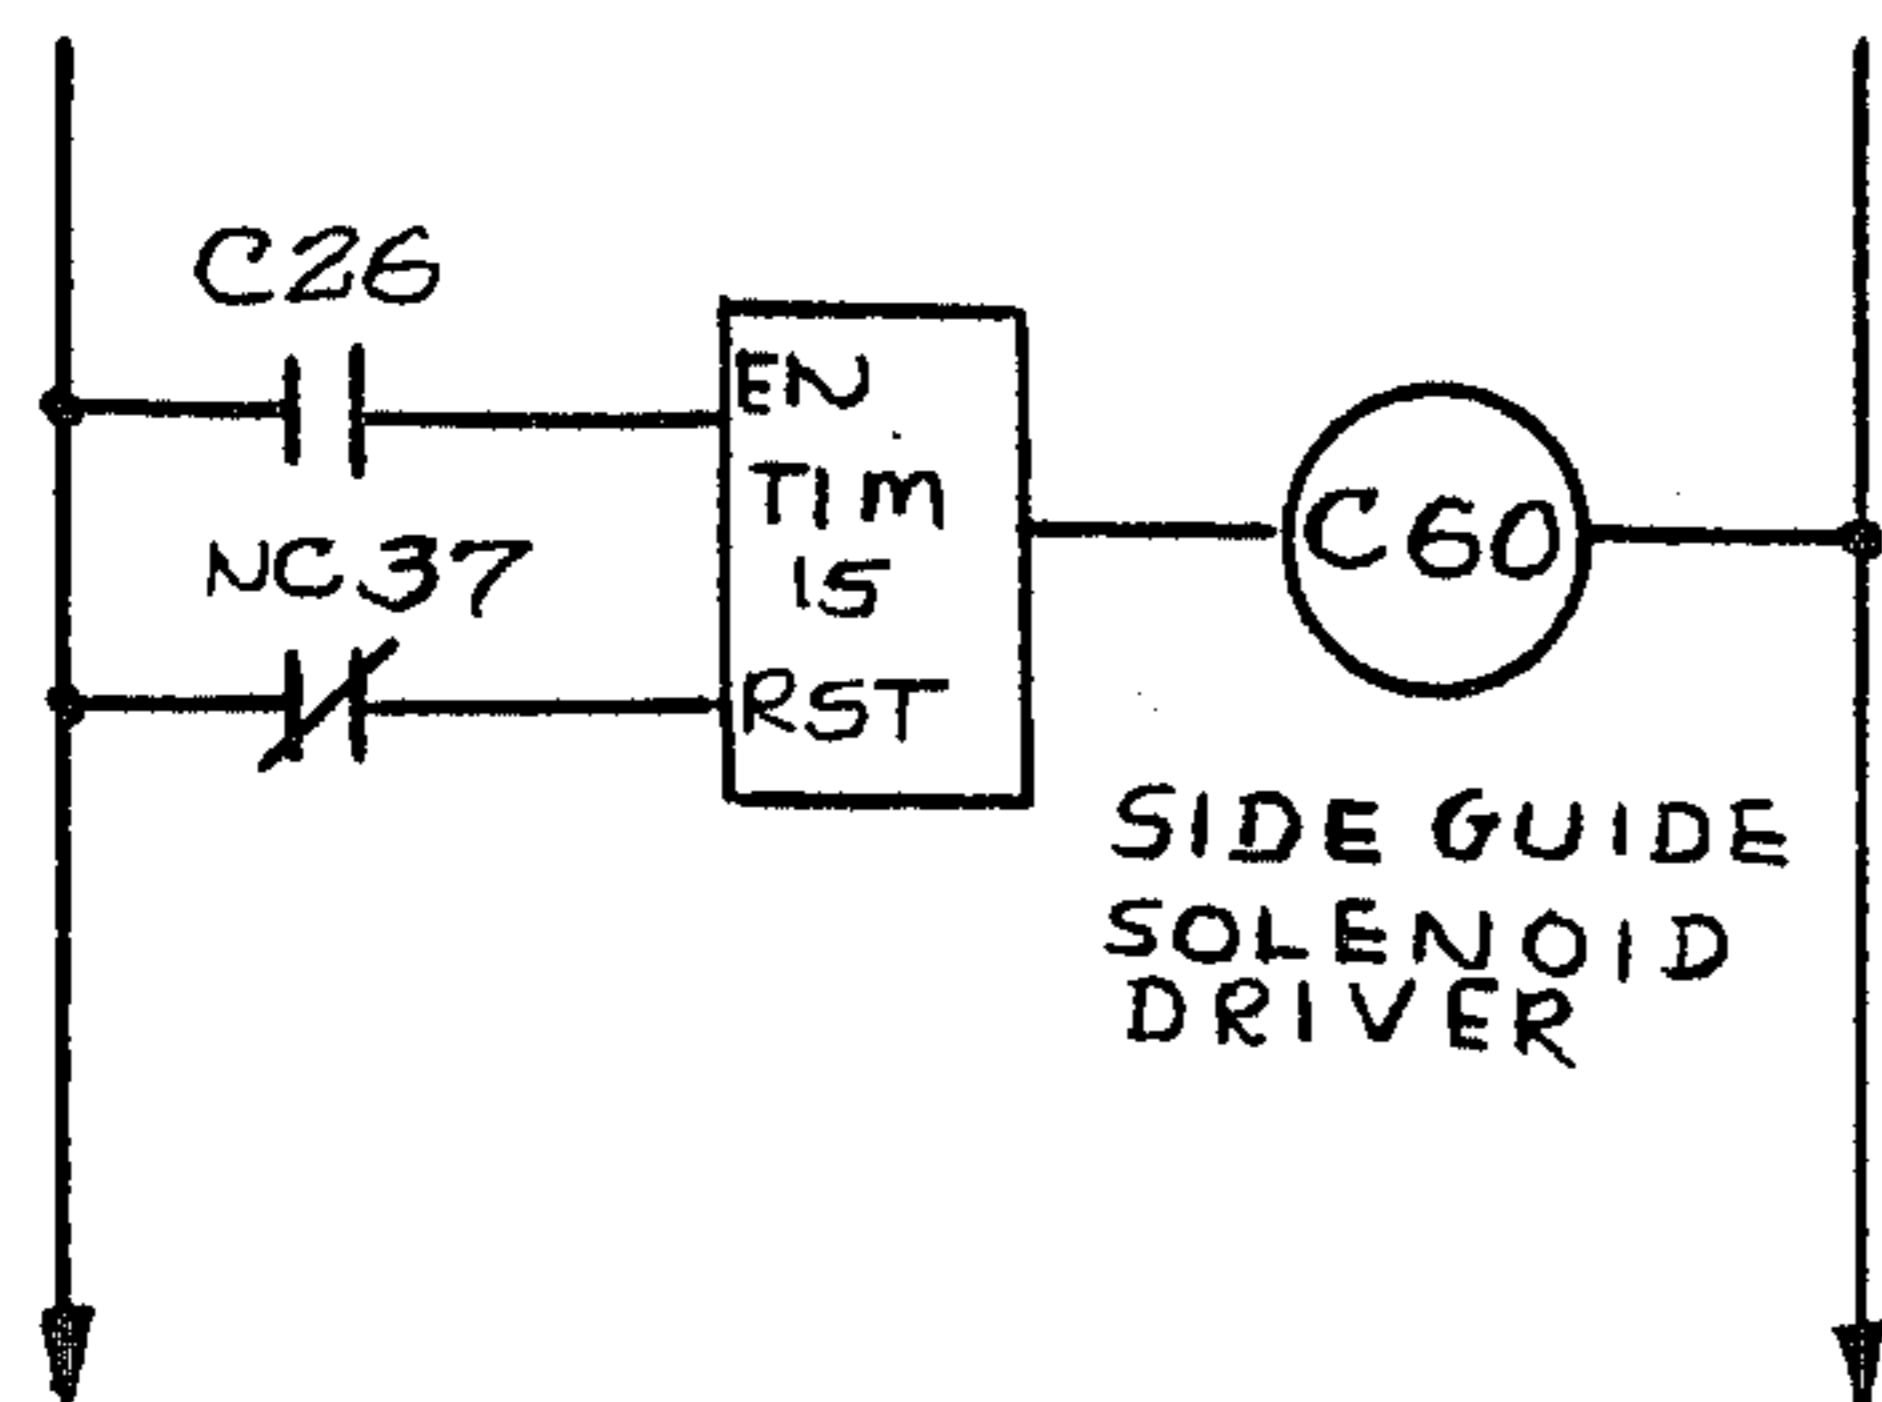 C26
EN
TIM
15
NC37
RST
C60
SIDE GUIDE
SOLENOID
DRIVER